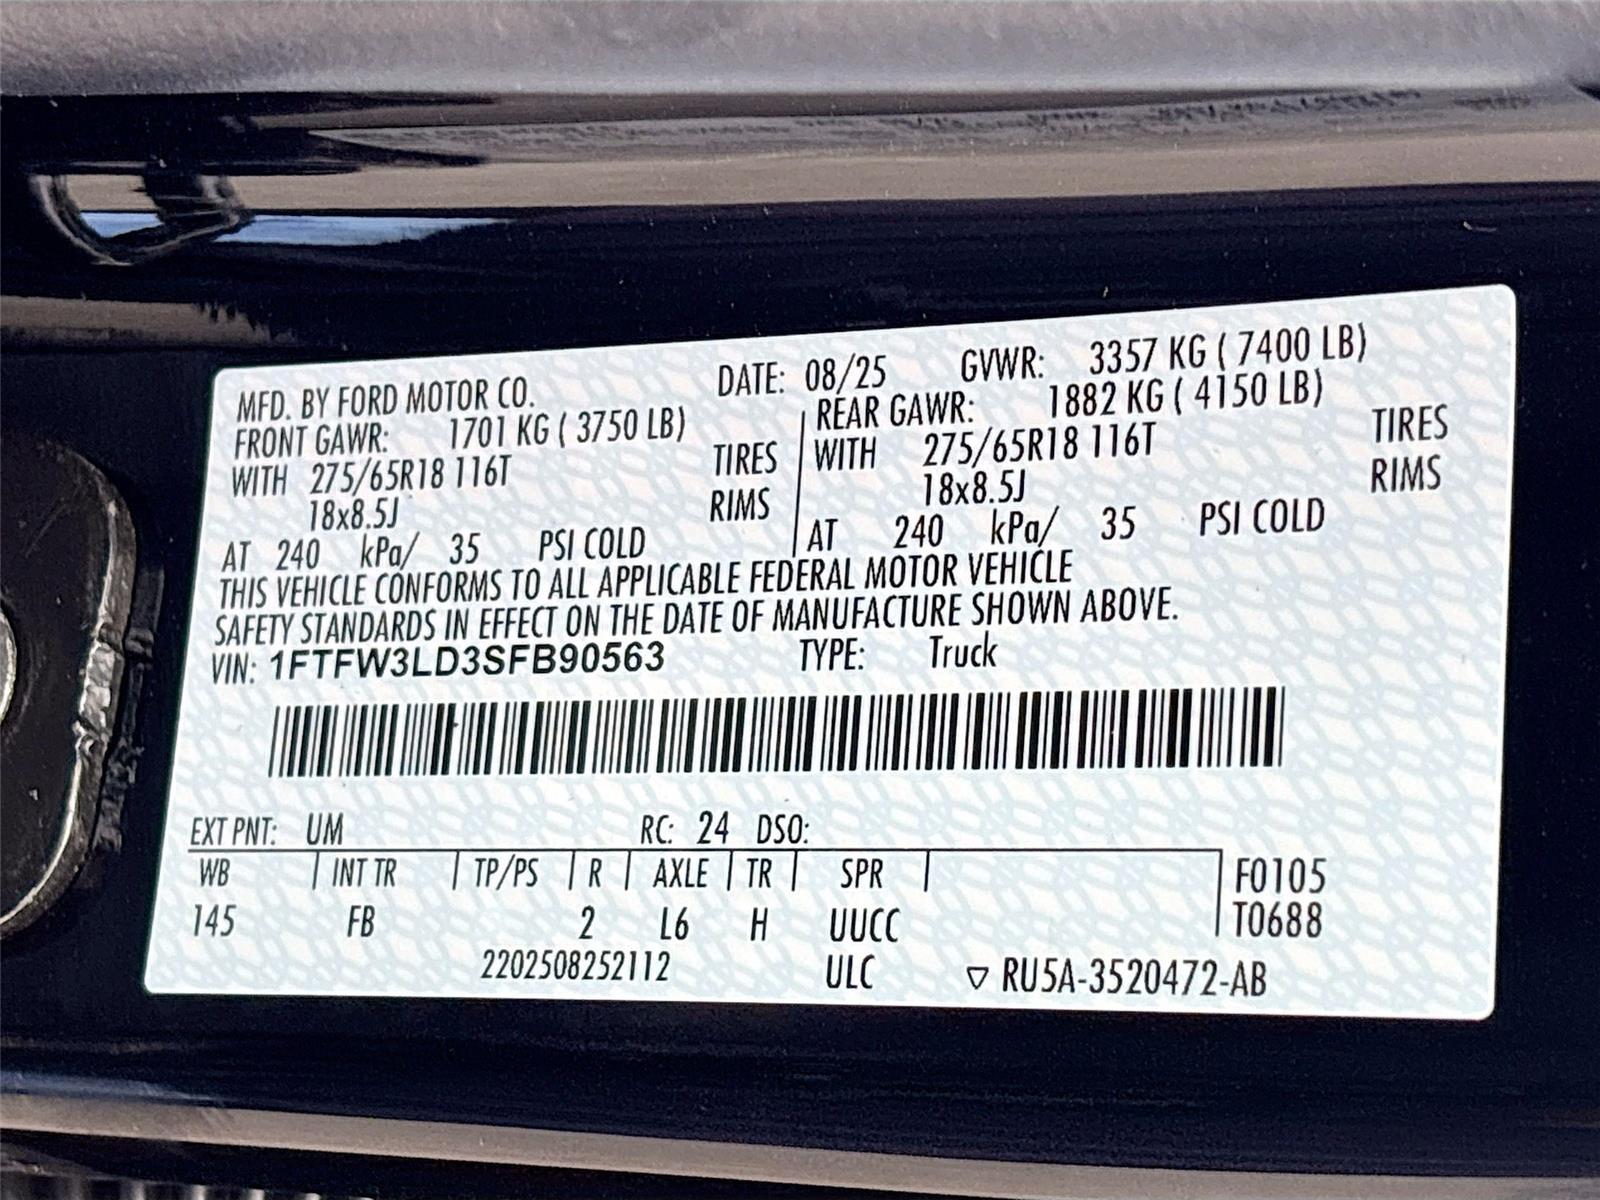 MFD. BY FORD MOTOR CO. DATE: 08/25 GVWR: 3357 KG ( 7400 LB)
FRONT GAWR: 1701 KG ( 3750 LB) REAR GAWR: 1882 KG ( 4150 LB)
WITH 275/65R18 116T TIRES WITH 275/65R18 116T TIRES
18x8.5J RIMS 18x8.5J RIMS
AT 240 kPa/ 35 PSI COLD AT 240 kPa/ 35 PSI COLD
THIS VEHICLE CONFORMS TO ALL APPLICABLE FEDERAL MOTOR VEHICLE
SAFETY STANDARDS IN EFFECT ON THE DATE OF MANUFACTURE SHOWN ABOVE.
VIN: 1FTFW3LD3SFB90563 TYPE: Truck
EXT PNT: UM RC: 24 DSO:
WB INT TR TP/PS R AXLE TR SPR F0105
145 FB 2 L6 H UUCC T0688
2202508252112 ULC ▽ RU5A-3520472-AB